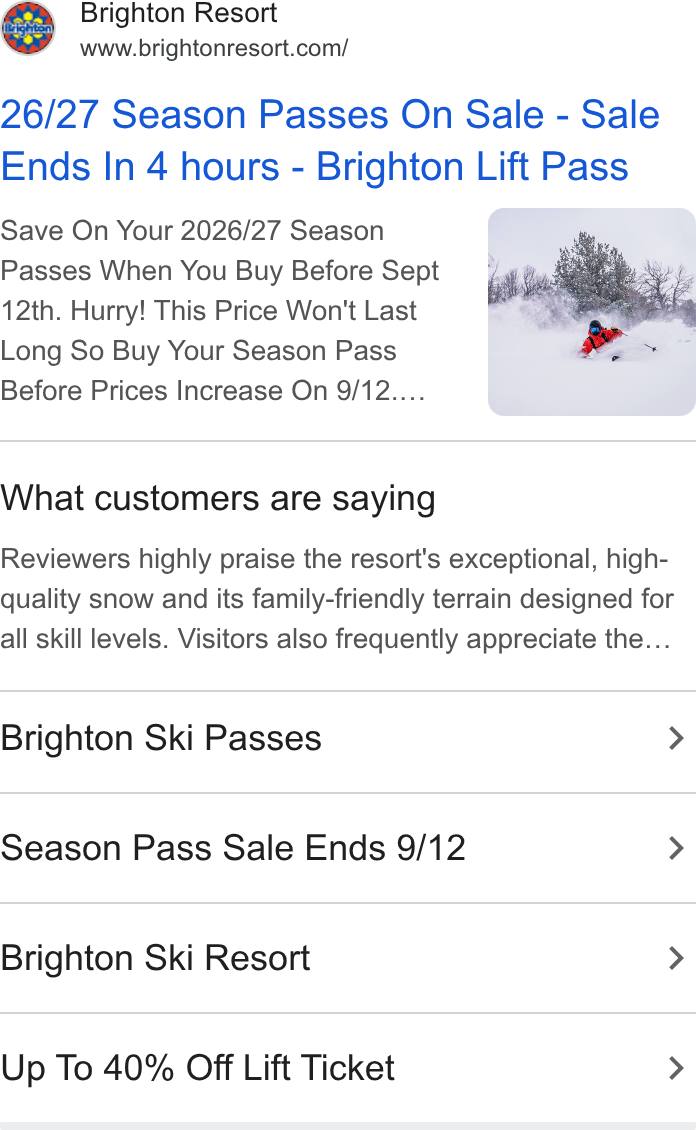 Brighton
Brighton Resort
www.brightonresort.com/
26/27 Season Passes On Sale - Sale
Ends In 4 hours - Brighton Lift Pass
Save On Your 2026/27 Season
Passes When You Buy Before Sept
12th. Hurry! This Price Won't Last
Long So Buy Your Season Pass
Before Prices Increase On 9/12.…
What customers are saying
Reviewers highly praise the resort's exceptional, high-
quality snow and its family-friendly terrain designed for
all skill levels. Visitors also frequently appreciate the…
Brighton Ski Passes
Season Pass Sale Ends 9/12
Brighton Ski Resort
Up To 40% Off Lift Ticket